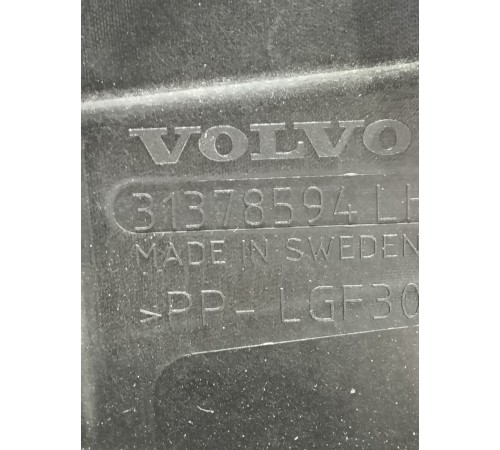 VOLVO
31378594 LH
MADE IN SWEDEN
>PP- LGF30